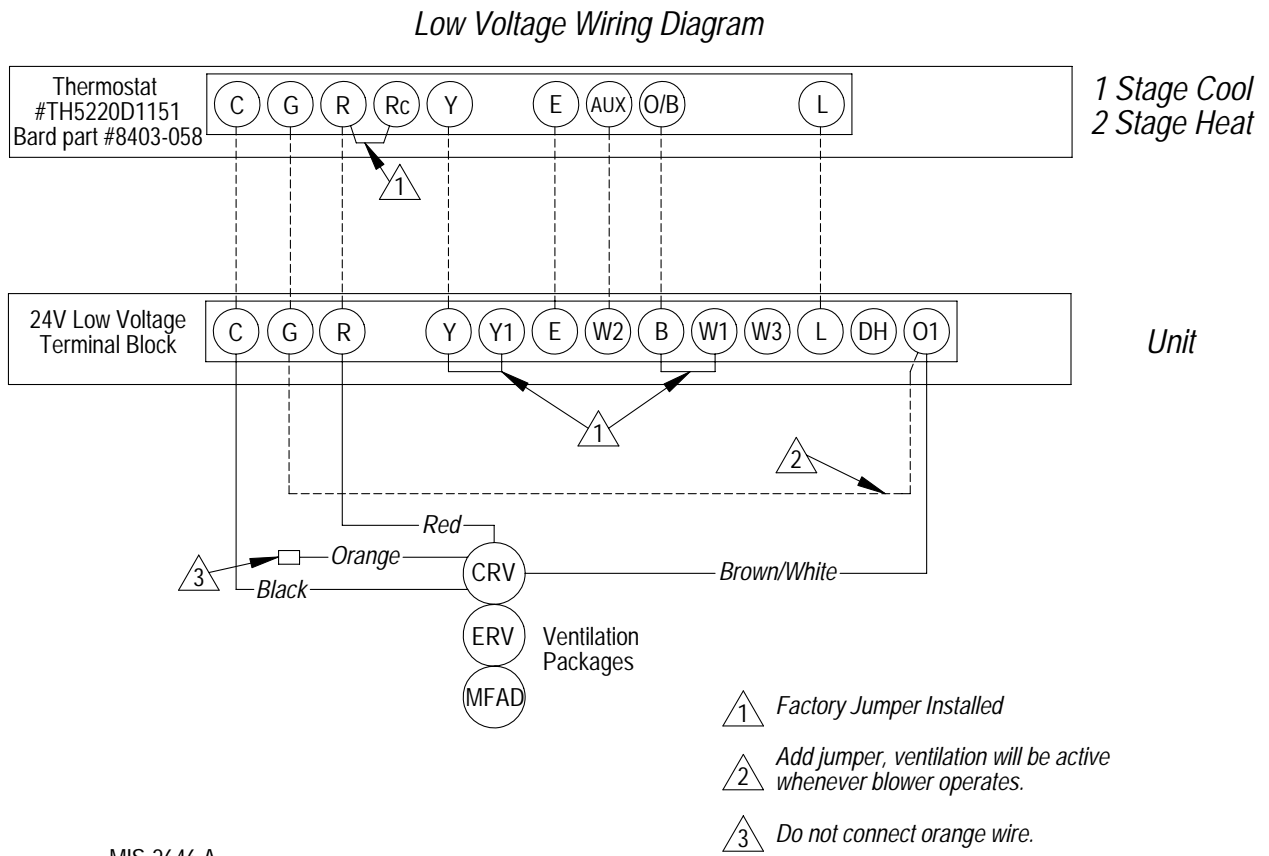 Low Voltage Wiring Diagram
Thermostat
#TH5220D1151
Bard part #8403-058
C G R Rc Y E AUX O/B L
1 Stage Cool
2 Stage Heat
1
24V Low Voltage
Terminal Block
C G R Y Y1 E W2 B W1 W3 L DH O1
Unit
1
2
Red
3
Orange
CRV
Brown/White
Black
ERV
Ventilation
Packages
MFAD
1 Factory Jumper Installed
2 Add jumper, ventilation will be active
whenever blower operates.
3 Do not connect orange wire.